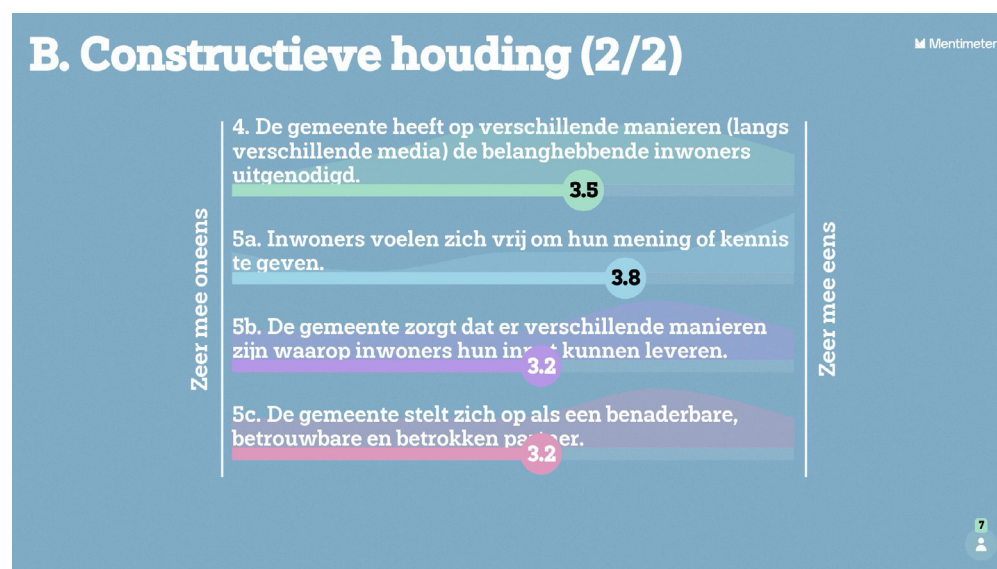 B. Constructieve houding (2/2)
Mentimeter
4. De gemeente heeft op verschillende manieren (langs
verschillende media) de belanghebbende inwoners
uitgenodigd.
3.5
5a. Inwoners voelen zich vrij om hun mening of kennis
te geven.
3.8
5b. De gemeente zorgt dat er verschillende manieren
zijn waarop inwoners hun input kunnen leveren.
3.2
5c. De gemeente stelt zich op als een benaderbare,
betrouwbare en betrokken partner.
3.2
Zeer mee oneens
Zeer mee eens
7